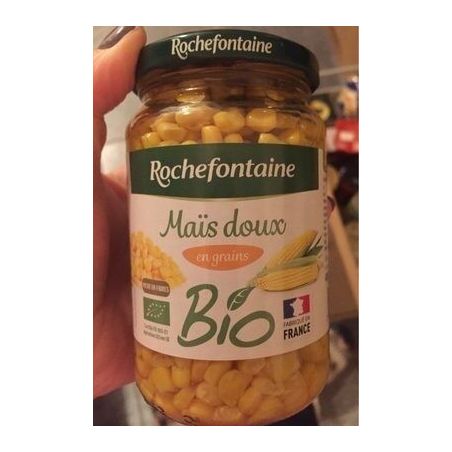 Rochefontaine
Rochefontaine
Maïs doux
en grains
Bio
FABRIQUÉ EN
FRANCE